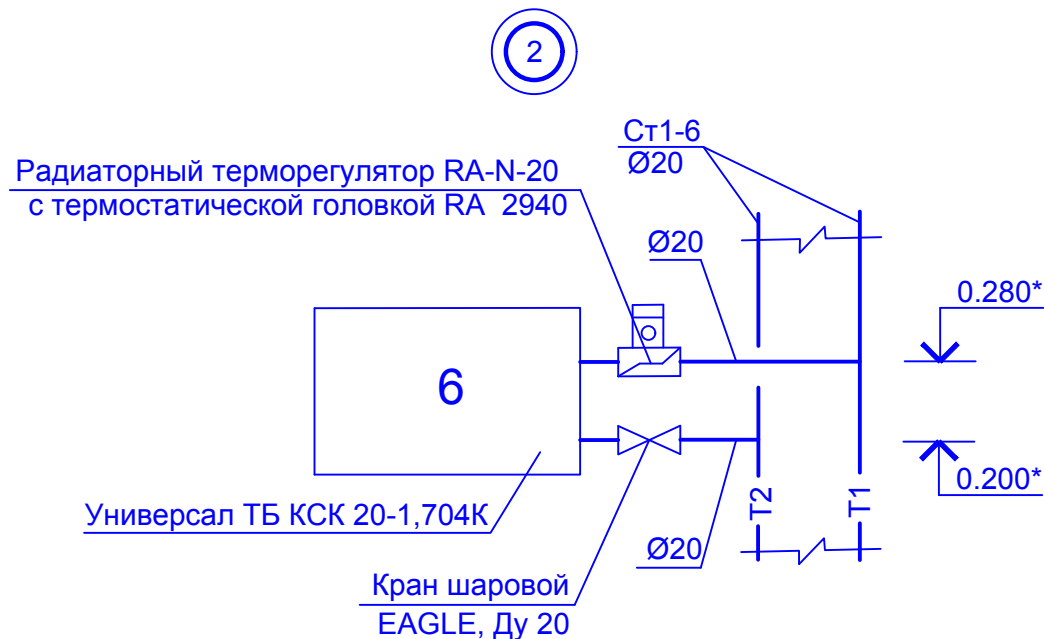 2
Ст1-6
Ø20
Радиаторный терморегулятор RA-N-20
с термостатической головкой RA 2940
Ø20
0.280*
6
0.200*
Универсал ТБ КСК 20-1,704К
Т2
Т1
Ø20
Кран шаровой
EAGLE, Ду 20